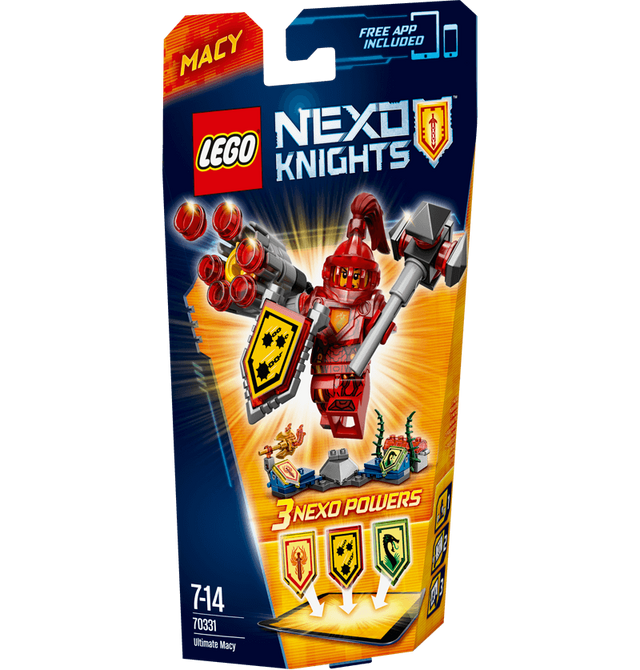 MACY
FREE APP
INCLUDED
LEGO
NEXO
KNIGHTS
3 NEXO POWERS
7-14
70331
Ultimate Macy